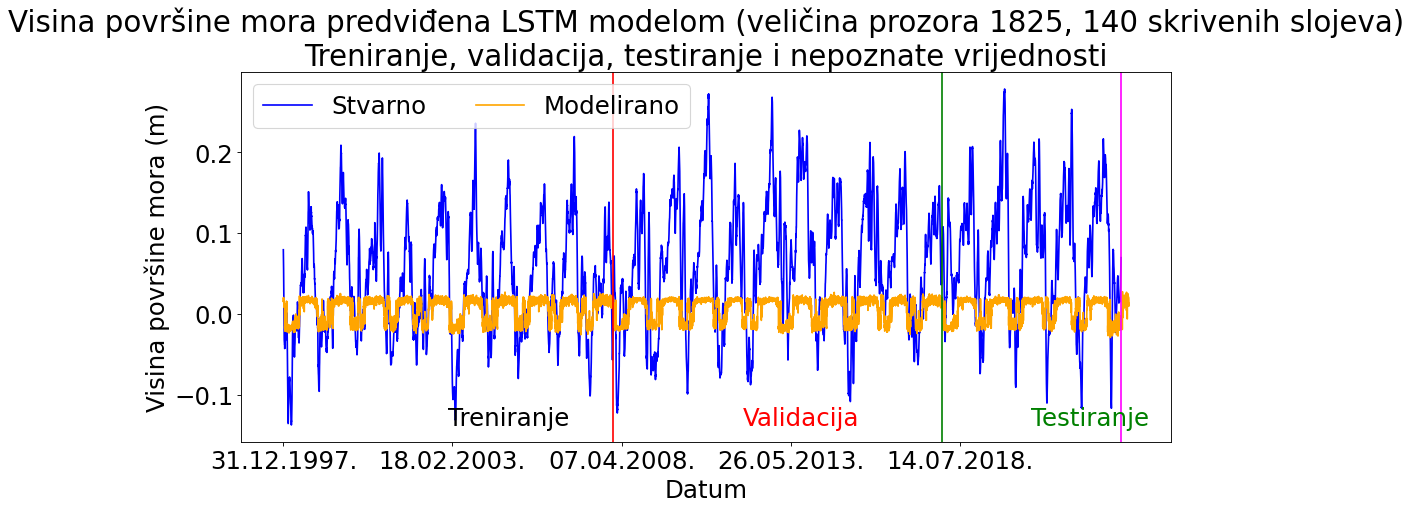 Visina površine mora predviđena LSTM modelom (veličina prozora 1825, 140 skrivenih slojeva)
Treniranje, validacija, testiranje i nepoznate vrijednosti
Stvarno Modelirano
Visina površine mora (m)
0.2
0.1
0.0
−0.1
Treniranje Validacija Testiranje
31.12.1997. 18.02.2003. 07.04.2008. 26.05.2013. 14.07.2018.
Datum